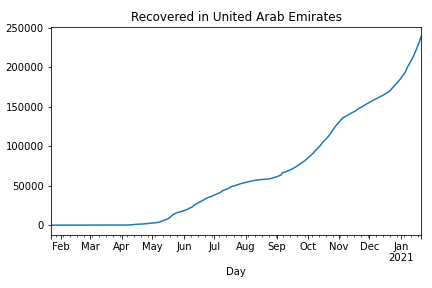 Recovered in United Arab Emirates
250000
200000
150000
100000
50000
0
Feb Mar Apr May Jun Jul Aug Sep Oct Nov Dec Jan
2021
Day